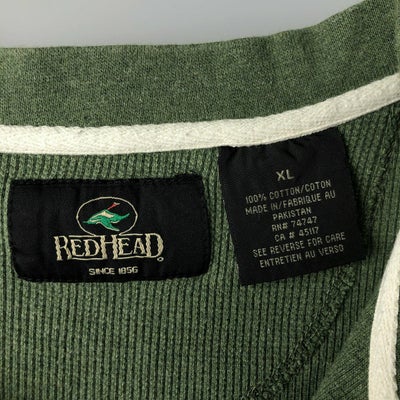 REDHEAD
SINCE 1856
XL
100% COTTON/COTON
MADE IN/FABRIQUE AU
PAKISTAN
RN# 74747
CA # 45117
SEE REVERSE FOR CARE
ENTRETIEN AU VERSO